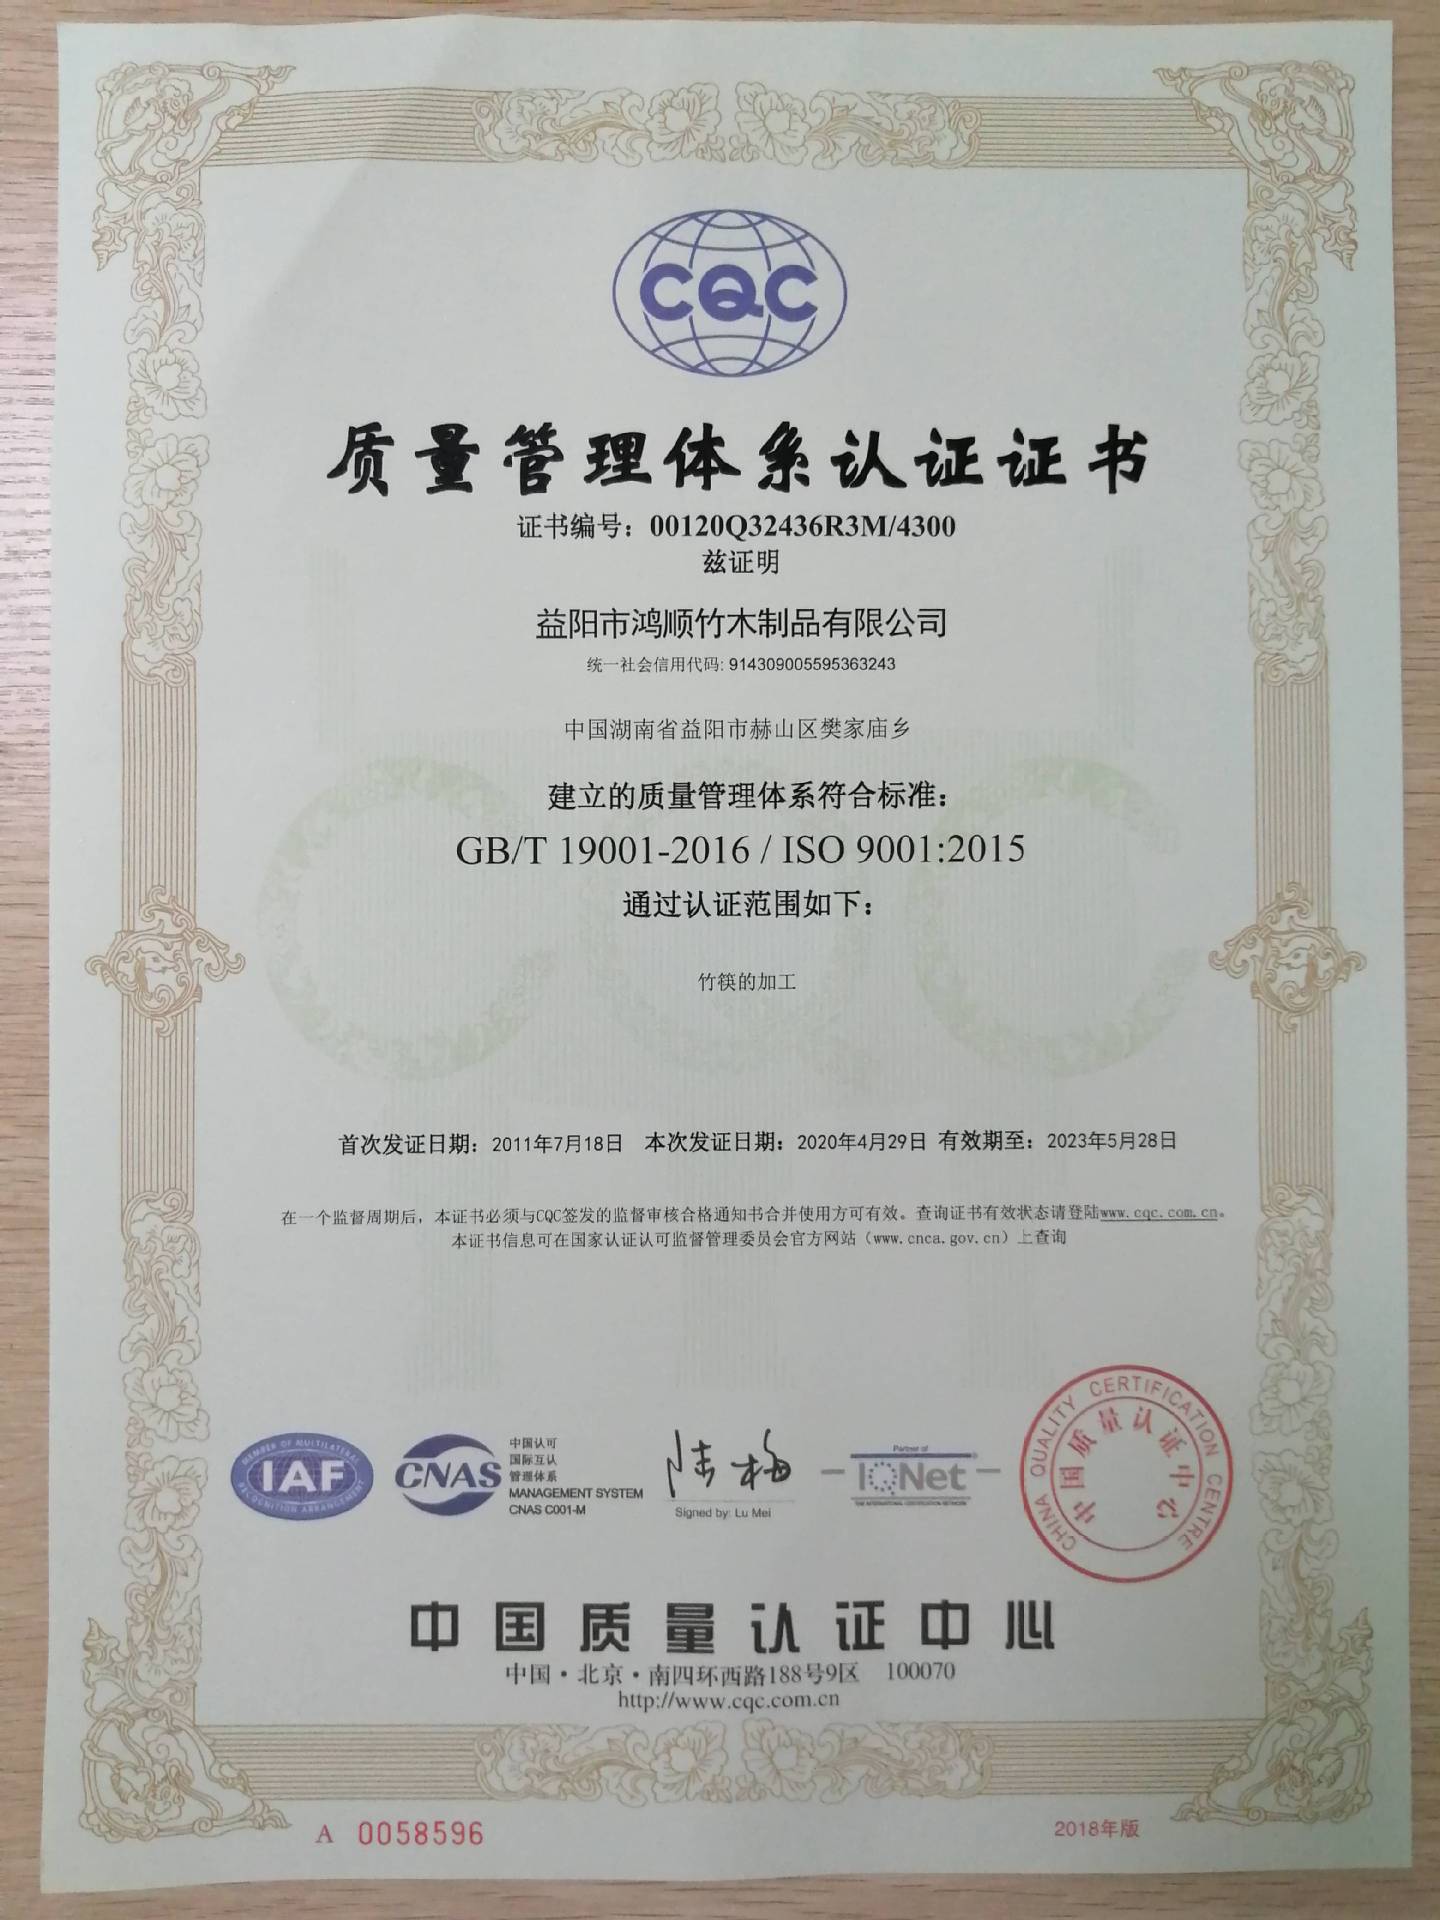 CQC
质量管理体系认证证书
证书编号：00120Q32436R3M/4300
兹证明
益阳市鸿顺竹木制品有限公司
统一社会信用代码: 914309005595363243
中国湖南省益阳市赫山区樊家庙乡
建立的质量管理体系符合标准：
GB/T 19001-2016 / ISO 9001:2015
通过认证范围如下：
竹筷的加工
首次发证日期：2011年7月18日 本次发证日期：2020年4月29日 有效期至：2023年5月28日
在一个监督周期后，本证书必须与CQC签发的监督审核合格通知书合并使用方可有效。查询证书有效状态请登陆www.cqc.com.cn。
本证书信息可在国家认证认可监督管理委员会官方网站（www.cnca.gov.cn）上查询
MEMBER OF MULTILATERAL
IAF
RECOGNITION ARRANGEMENT
CNAS
中国认可
国际互认
管理体系
MANAGEMENT SYSTEM
CNAS C001-M
陆梅
Signed by: Lu Mei
Partner of
IQNet
THE INTERNATIONAL CERTIFICATION NETWORK
CHINA QUALITY CERTIFICATION CENTRE
中国质量认证中心
中国质量认证中心
中国·北京·南四环西路188号9区 100070
http://www.cqc.com.cn
A 0058596
2018年版